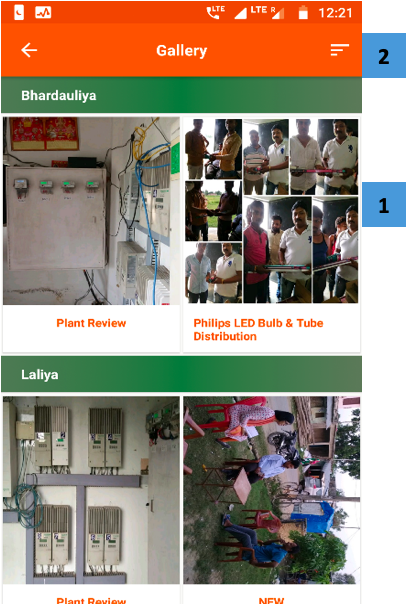 LTE LTE R 12:21
Gallery
2
Bhardauliya
1
Plant Review
Philips LED Bulb & Tube
Distribution
Laliya
Plant Review
NEW